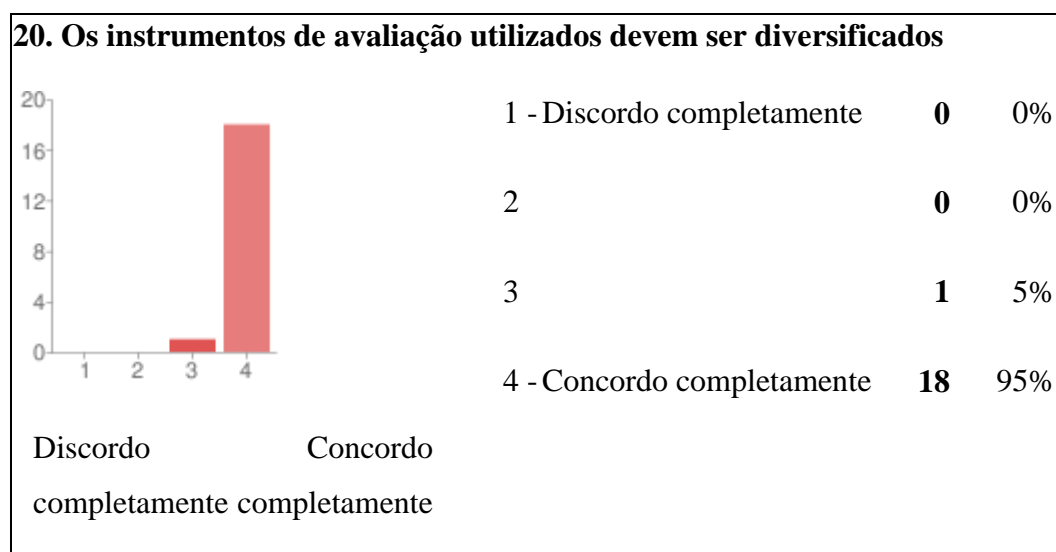 20. Os instrumentos de avaliação utilizados devem ser diversificados
20
16
12
8
4
0
1 2 3 4
Discordo Concordo
completamente completamente
1 - Discordo completamente 0 0%
2 0 0%
3 1 5%
4 - Concordo completamente 18 95%